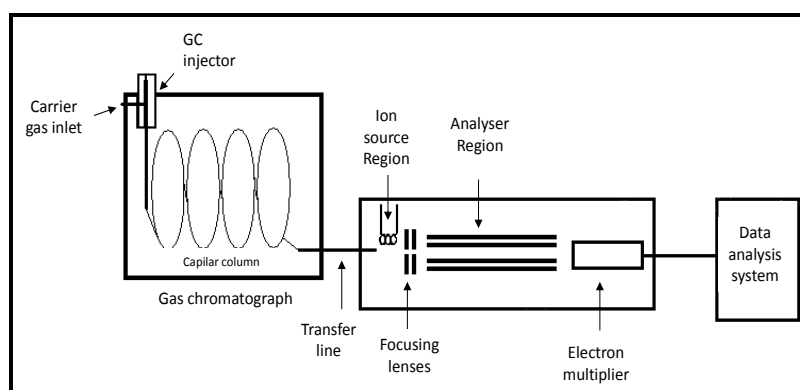 GC
injector
Carrier
gas inlet
Capilar column
Gas chromatograph
Transfer
line
Ion
source
Region
Analyser
Region
Focusing
lenses
Electron
multiplier
Data
analysis
system